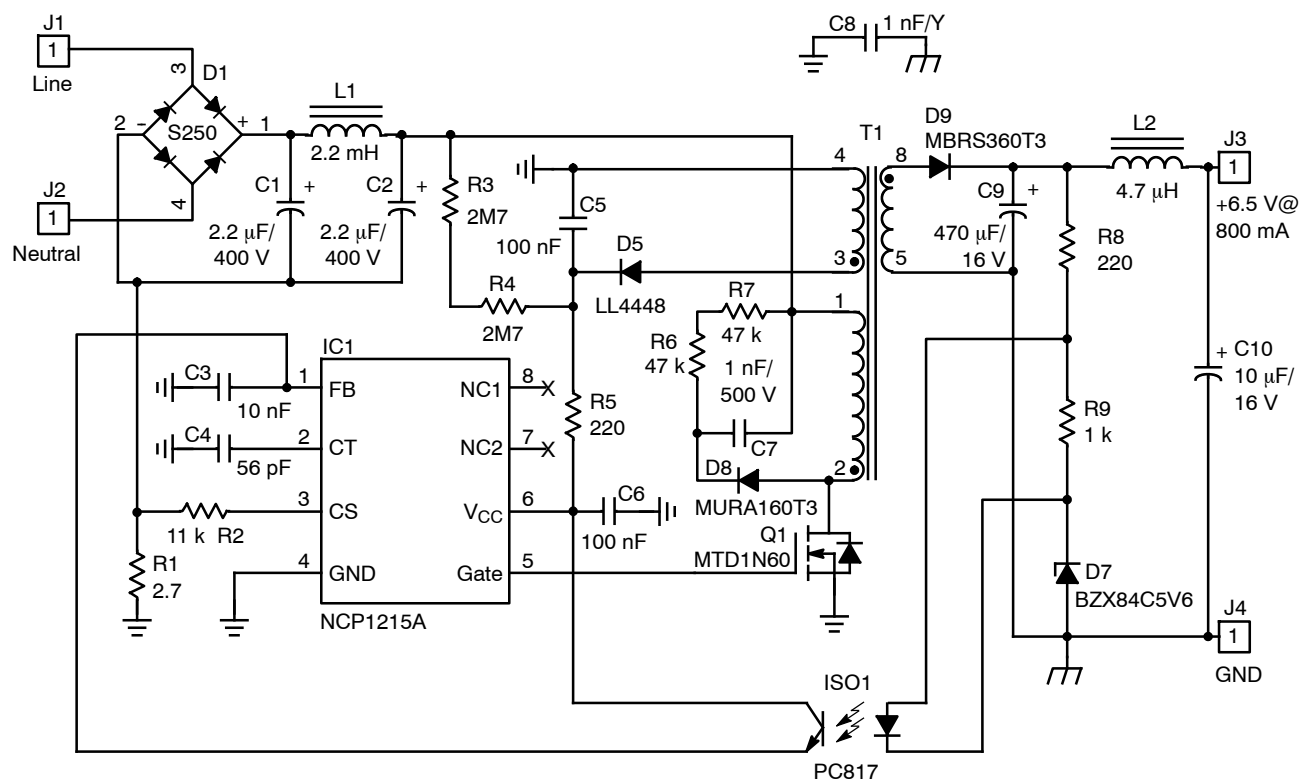 J1
1
Line
3
D1
2
-
S250
+
1
4
J2
1
Neutral
L1
2.2 mH
C1
+
2.2 μF/
400 V
C2
+
2.2 μF/
400 V
R3
2M7
R4
2M7
C5
100 nF
D5
LL4448
C8
1 nF/Y
T1
4
3
1
2
8
5
D9
MBRS360T3
C9
+
470 μF/
16 V
L2
4.7 μH
J3
1
+6.5 V@
800 mA
R8
220
R7
47 k
R6
47 k
1 nF/
500 V
C7
D8
MURA160T3
Q1
MTD1N60
R9
1 k
+ C10
10 μF/
16 V
D7
BZX84C5V6
J4
1
GND
IC1
C3
10 nF
1
FB
NC1
8
X
C4
56 pF
2
CT
NC2
7
X
R5
220
3
CS
VCC
6
C6
100 nF
11 k R2
R1
2.7
4
GND
Gate
5
NCP1215A
ISO1
PC817